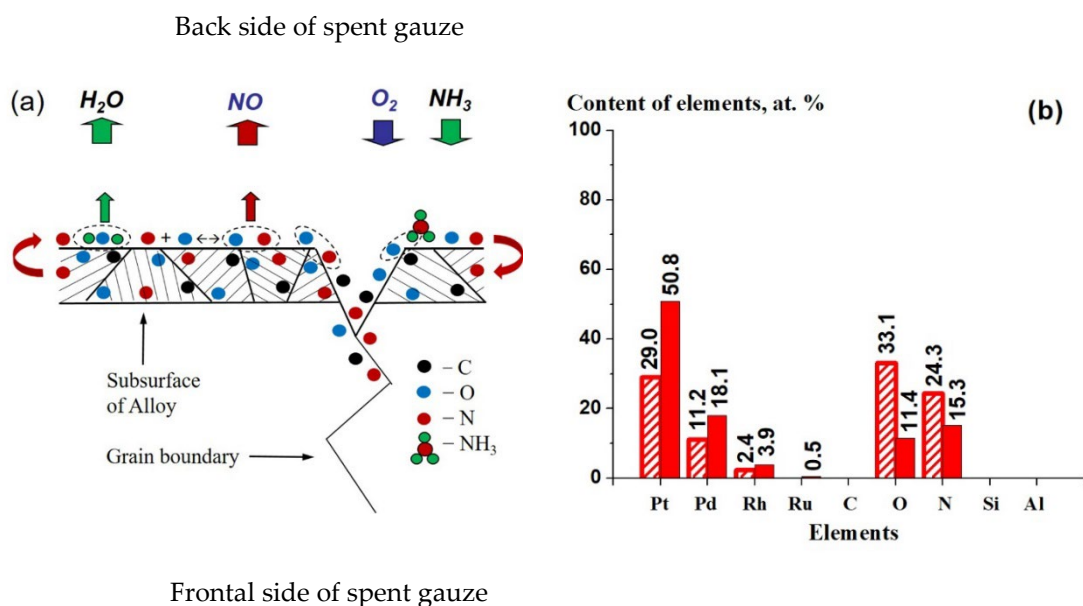 Back side of spent gauze
(a)
H₂O NO O₂ NH₃
+
Subsurface
of Alloy
Grain boundary
– C
– O
– N
– NH₃
Content of elements, at. %
(b)
100
80
60
40
20
0
29.0
50.8
11.2
18.1
2.4
3.9
0.5
33.1
11.4
24.3
15.3
Pt Pd Rh Ru C O N Si Al
Elements
Frontal side of spent gauze